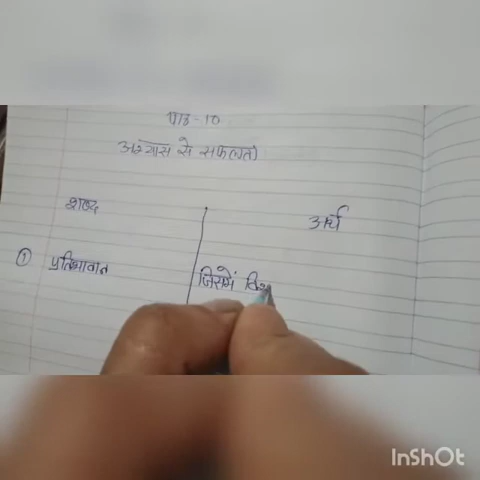 पाठ - 10
अभ्यास से सफलता
शब्द अर्थ
① प्रतिभावान जिसमें
InShOt